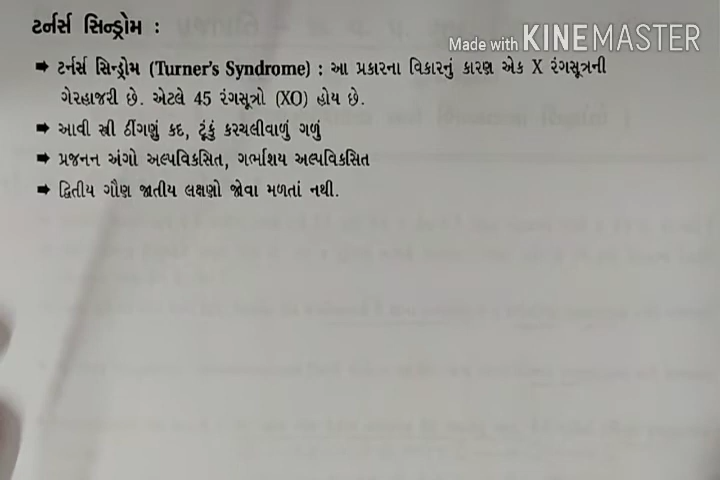 ટર્નર્સ સિન્ડ્રોમ :
Made with KINEMASTER
➡ ટર્નર્સ સિન્ડ્રોમ (Turner's Syndrome) : આ પ્રકારના વિકારનું કારણ એક X રંગસૂત્રની
ગેરહાજરી છે. એટલે 45 રંગસૂત્રો (XO) હોય છે.
➡ આવી સ્ત્રી ઠીંગણું કદ, ટૂંકું કરચલીવાળું ગળું
➡ પ્રજનન અંગો અલ્પવિકસિત, ગર્ભાશય અલ્પવિકસિત
➡ દ્વિતીય ગૌણ જાતીય લક્ષણો જોવા મળતાં નથી.